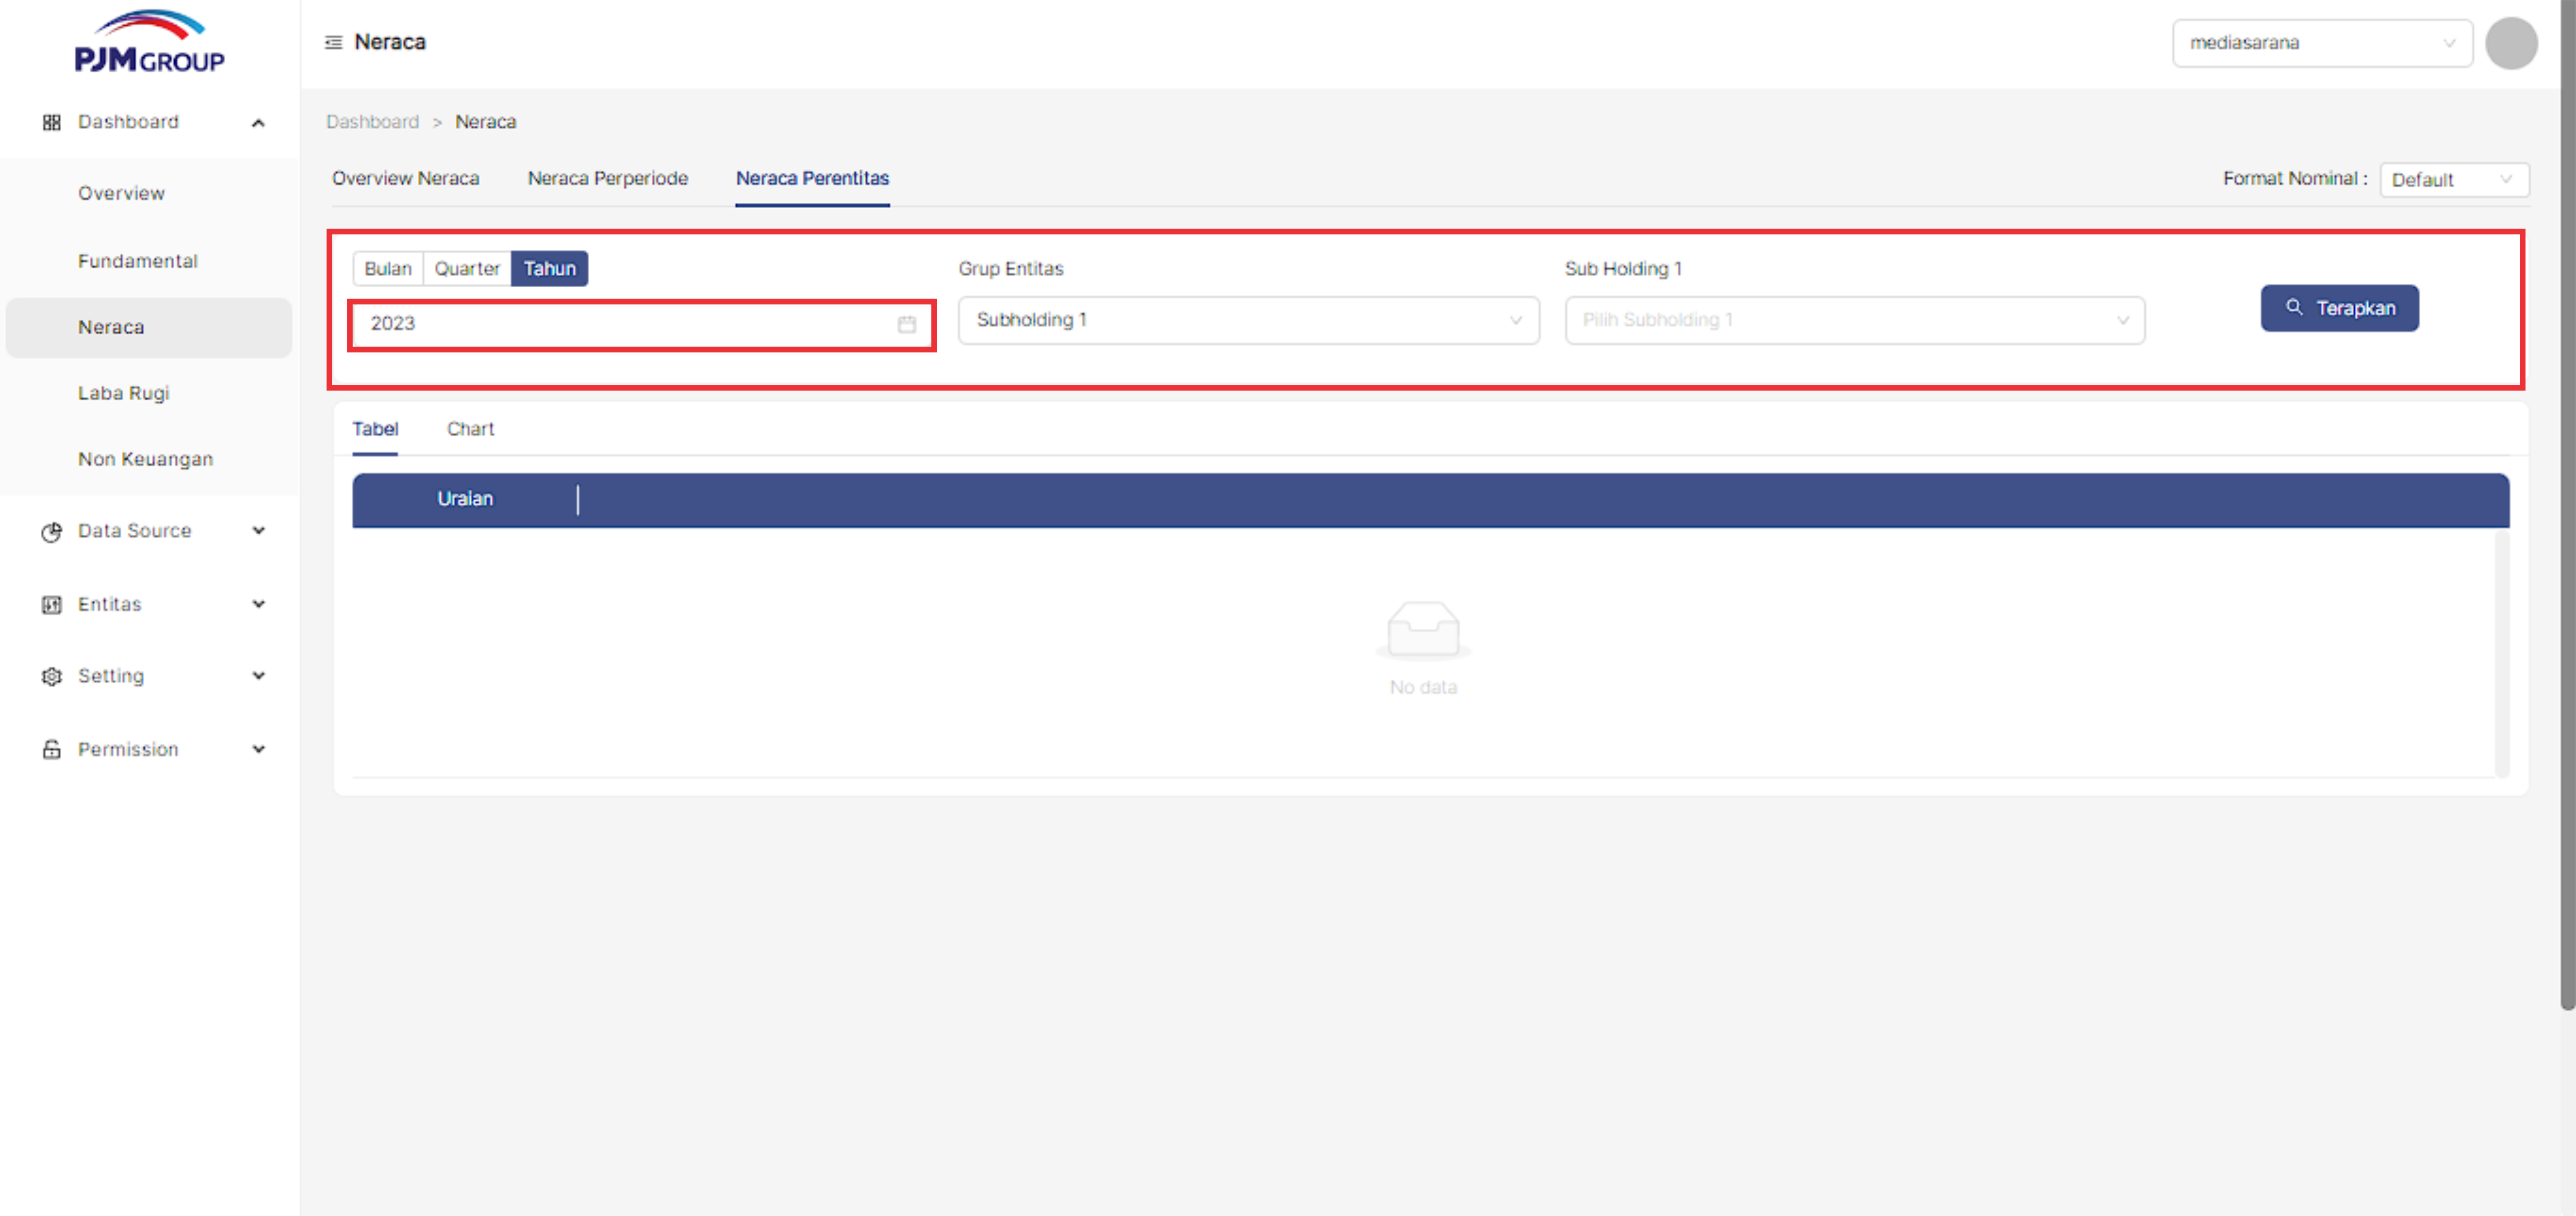 PJM GROUP
Neraca
mediasarana
Dashboard
Overview
Fundamental
Neraca
Laba Rugi
Non Keuangan
Data Source
Entitas
Setting
Permission
Dashboard > Neraca
Overview Neraca Neraca Perperiode Neraca Perentitas
Format Nominal : Default
Bulan Quarter Tahun
2023
Grup Entitas
Subholding 1
Sub Holding 1
Pilih Subholding 1
Terapkan
Tabel Chart
Uraian
No data